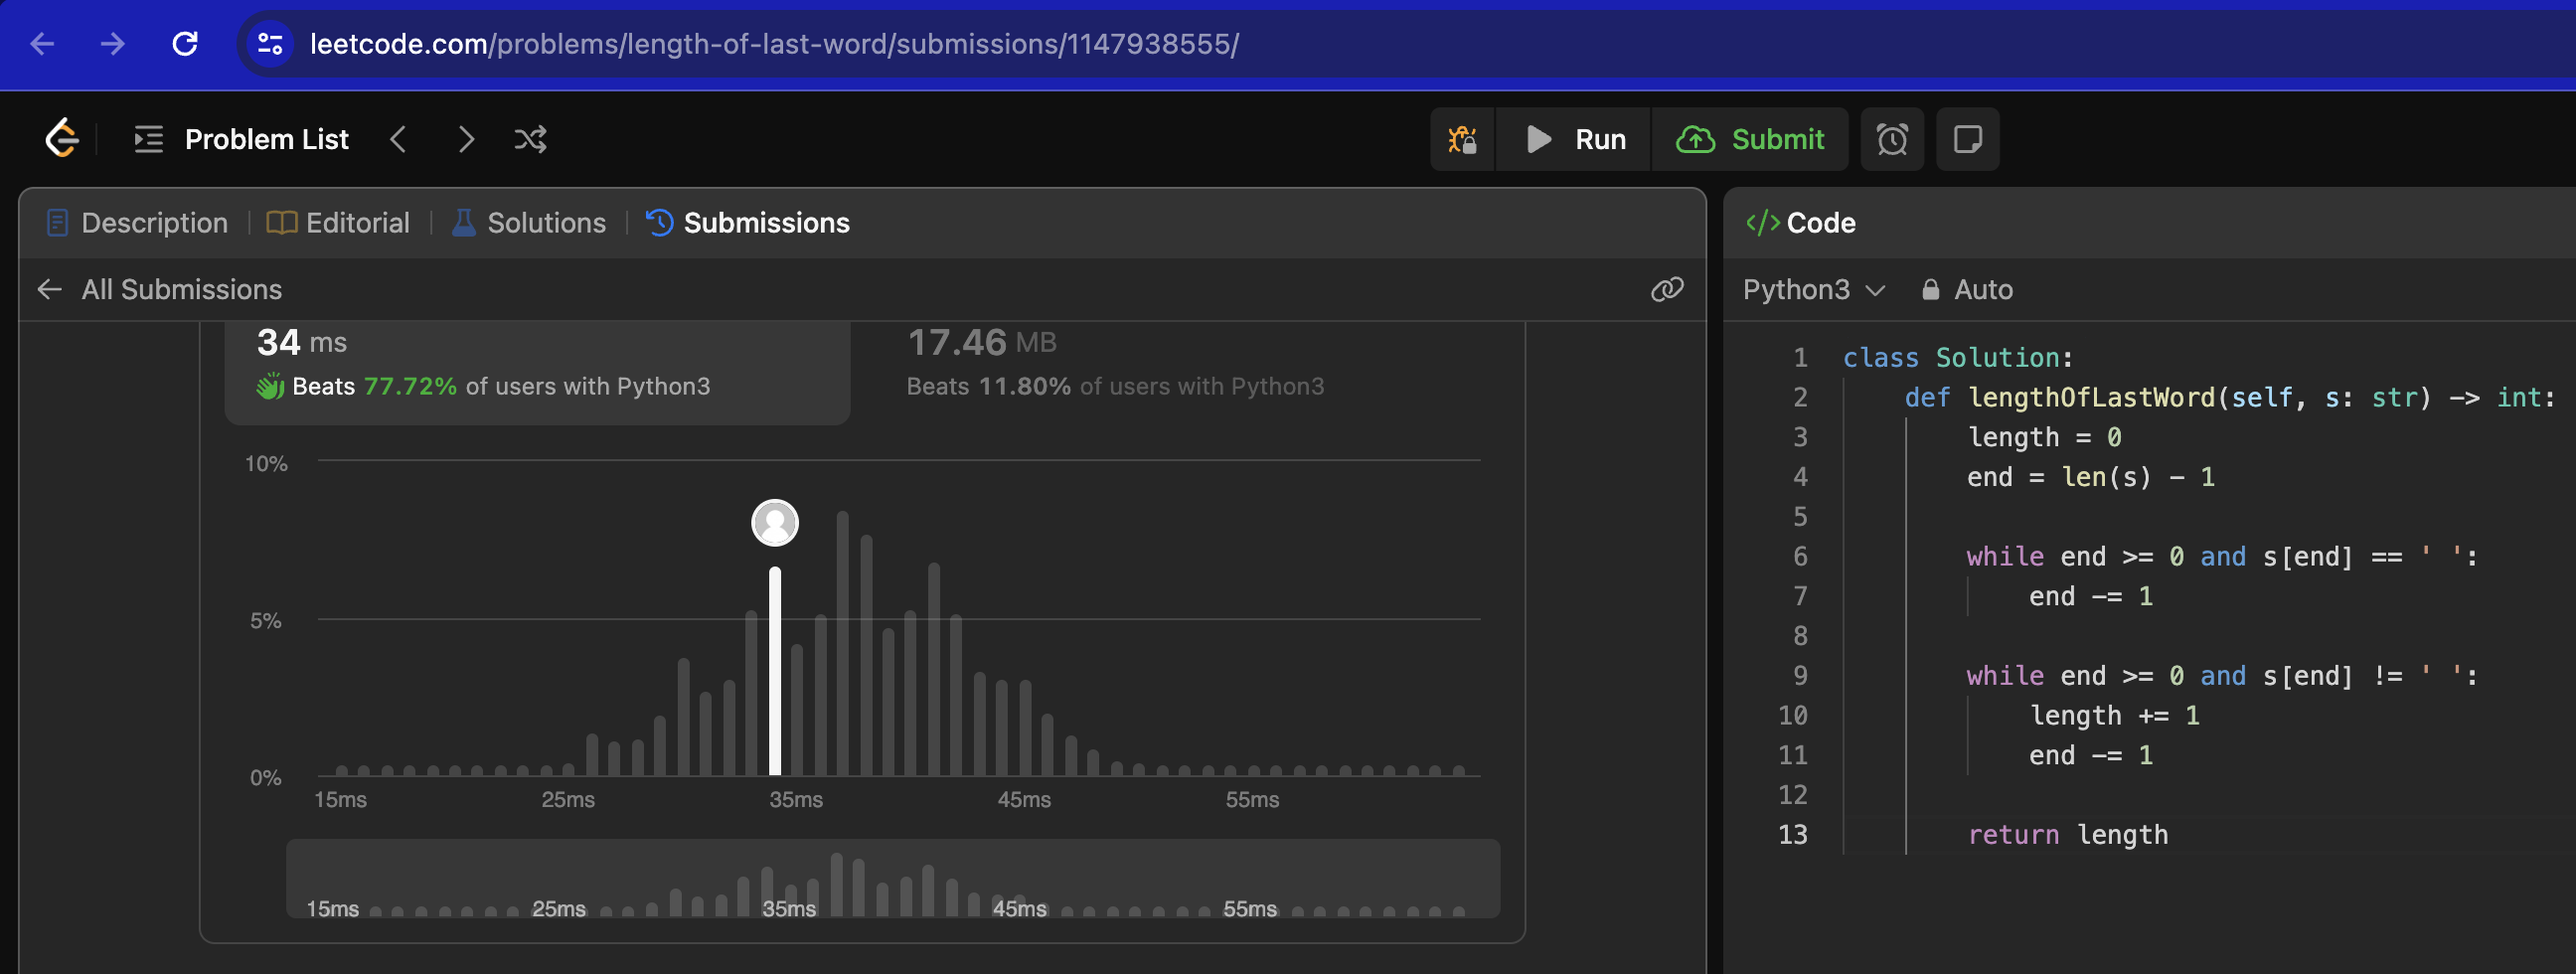 leetcode.com/problems/length-of-last-word/submissions/1147938555/
Problem List
Run
Submit
Description
Editorial
Solutions
Submissions
All Submissions
34 ms
Beats 77.72% of users with Python3
17.46 MB
Beats 11.80% of users with Python3
10%
5%
0%
15ms 25ms 35ms 45ms 55ms
15ms 25ms 35ms 45ms 55ms
</> Code
Python3 Auto
1 class Solution:
2     def lengthOfLastWord(self, s: str) -> int:
3         length = 0
4         end = len(s) - 1
5
6         while end >= 0 and s[end] == ' ':
7             end -= 1
8
9         while end >= 0 and s[end] != ' ':
10             length += 1
11             end -= 1
12
13         return length